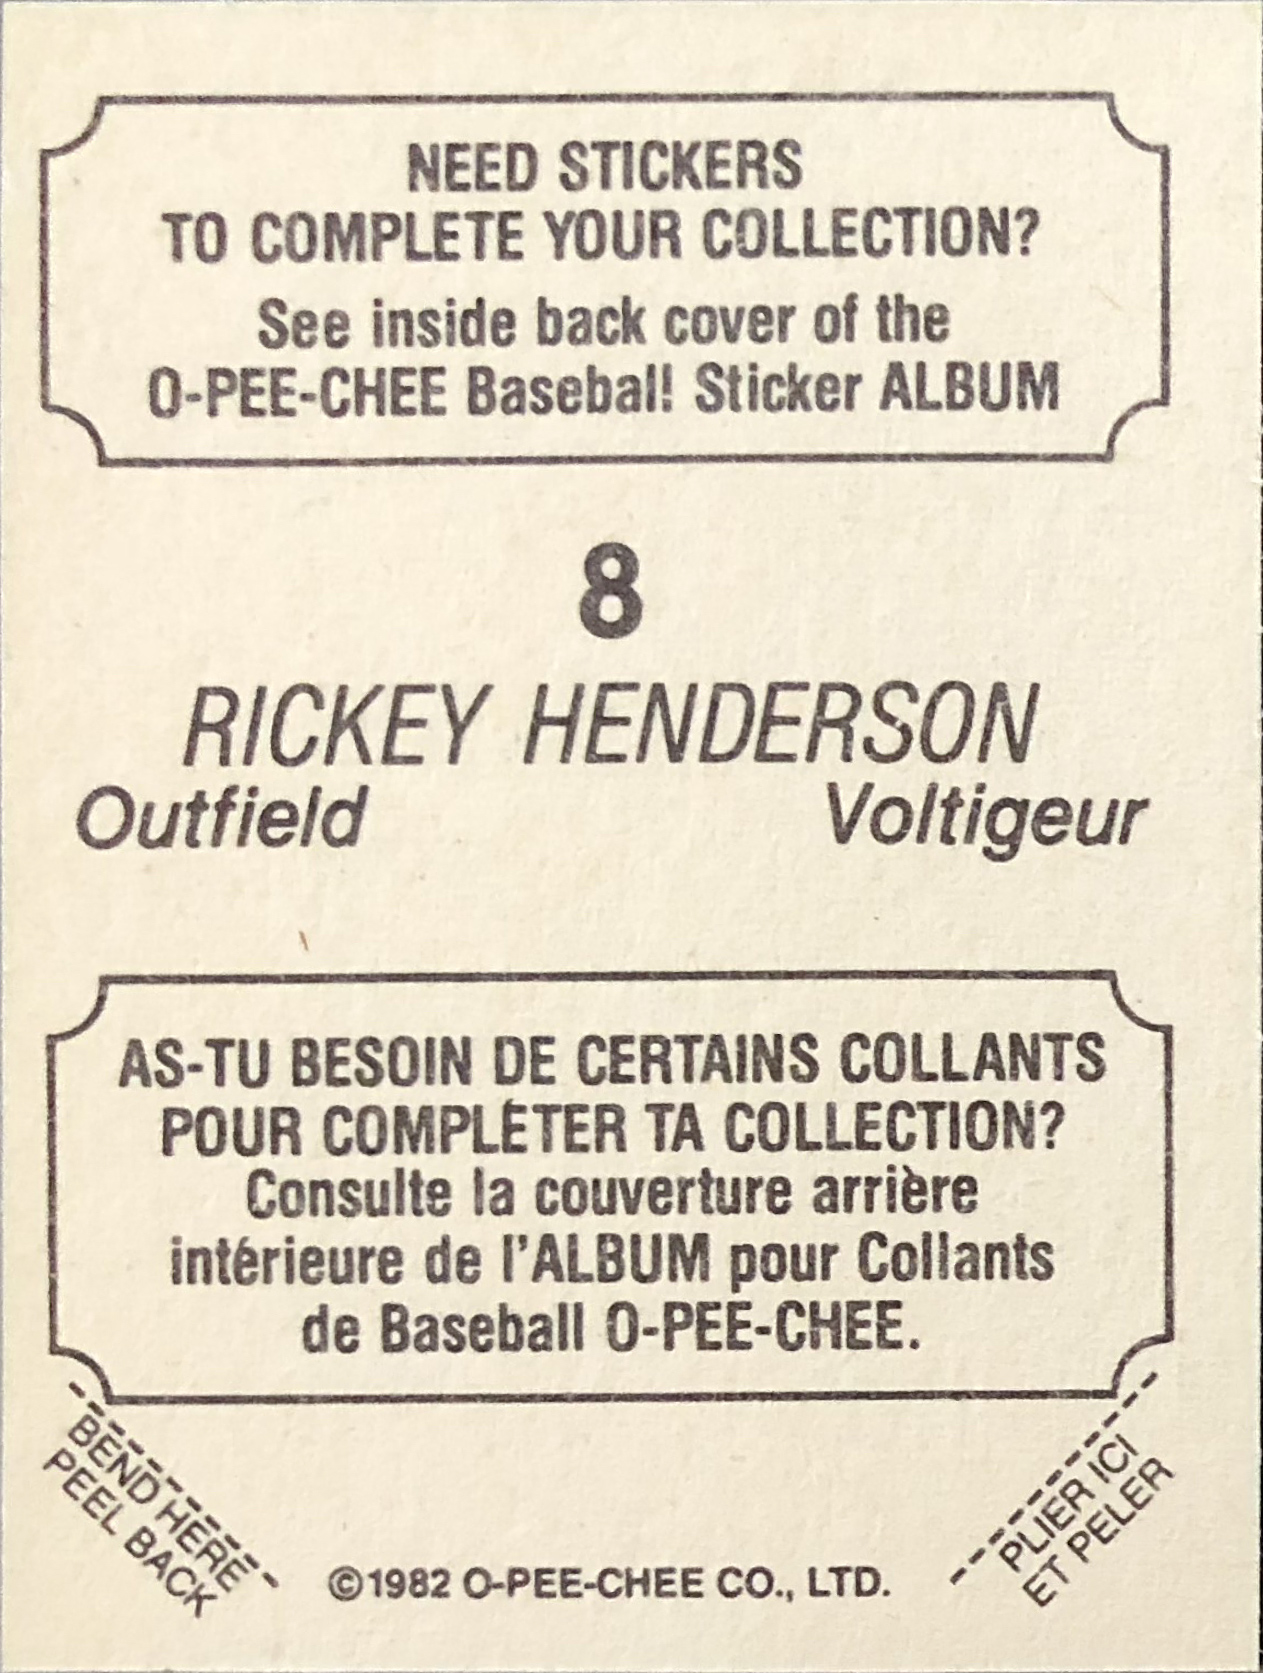 NEED STICKERS
TO COMPLETE YOUR COLLECTION?
See inside back cover of the
O-PEE-CHEE Baseball Sticker ALBUM
8
RICKEY HENDERSON
Outfield Voltigeur
AS-TU BESOIN DE CERTAINS COLLANTS
POUR COMPLÉTER TA COLLECTION?
Consulte la couverture arrière
intérieure de l'ALBUM pour Collants
de Baseball O-PEE-CHEE.
BEND HERE
PEEL BACK
©1982 O-PEE-CHEE CO., LTD.
PLIER ICI
ET PELER